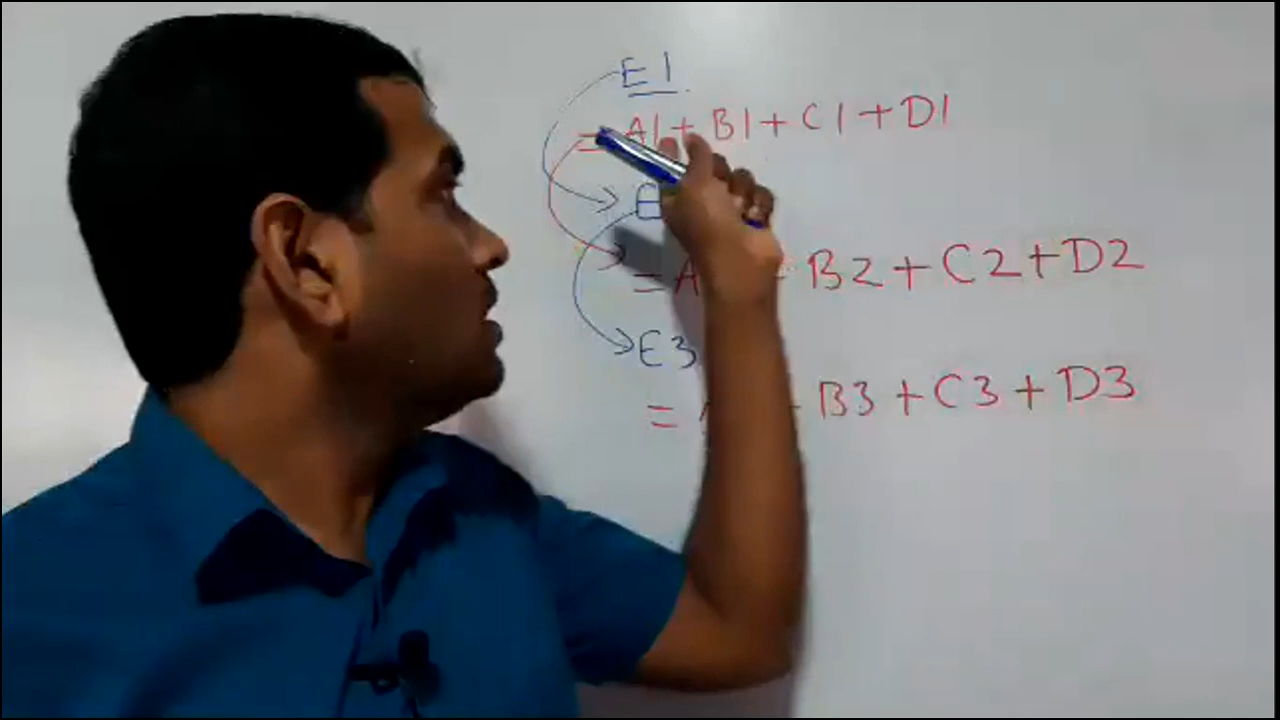 E1
= A1 + B1 + C1 + D1
E
= A B2 + C2 + D2
E3
= B3 + C3 + D3